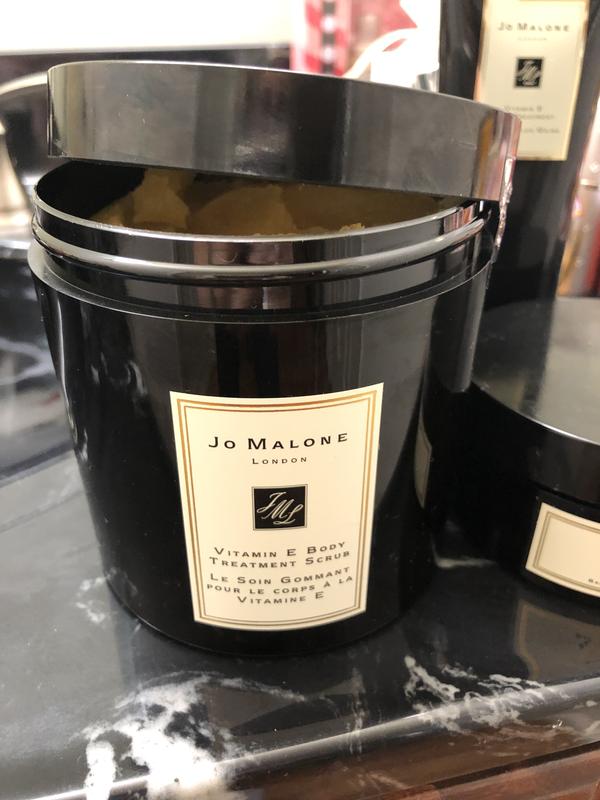 Jo Malone
London
JML
Vitamin E Body
Treatment Scrub
Le Soin Gommant
pour le corps à la
Vitamine E
Jo Malone
London
Vitamin E